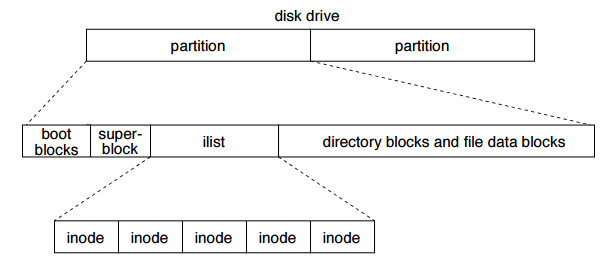 disk drive
partition partition
boot blocks super-block ilist directory blocks and file data blocks
inode inode inode inode inode